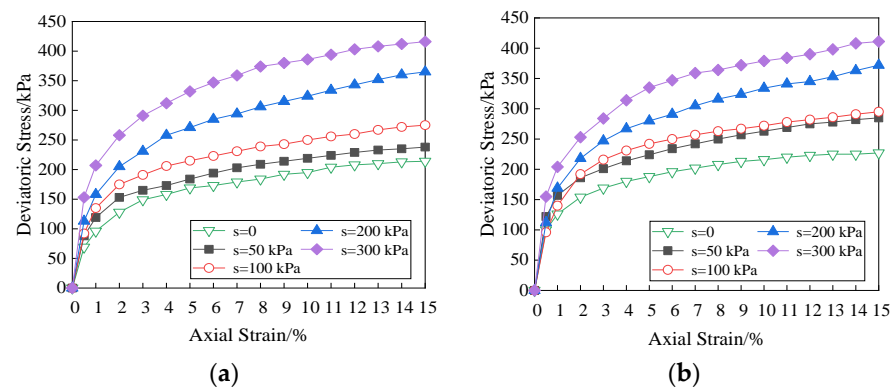 450
400
350
300
250
200
150
100
50
0
Deviatoric Stress/kPa
s=0
s=50 kPa
s=100 kPa
s=200 kPa
s=300 kPa
0 1 2 3 4 5 6 7 8 9 10 11 12 13 14 15
Axial Strain/%
(a)
450
400
350
300
250
200
150
100
50
0
Deviatoric Stress/kPa
s=0
s=50 kPa
s=100 kPa
s=200 kPa
s=300 kPa
0 1 2 3 4 5 6 7 8 9 10 11 12 13 14 15
Axial Strain/%
(b)